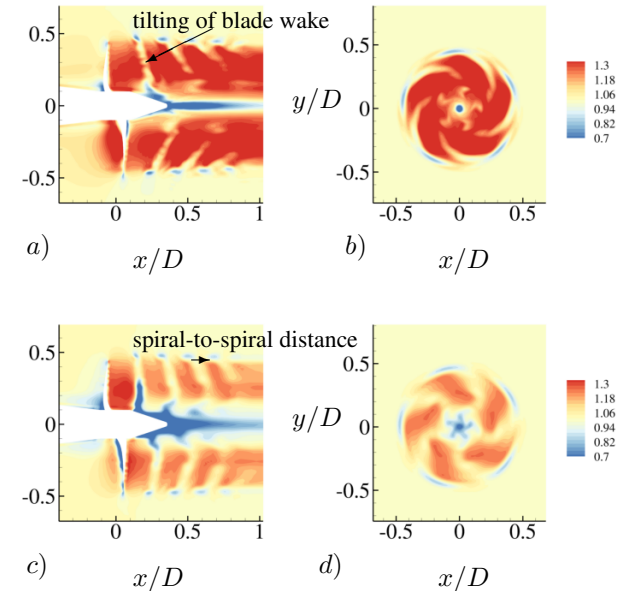 tilting of blade wake
0.5
0
-0.5
0 0.5 1
a)
x/D
y/D
0.5
0
-0.5
-0.5 0 0.5
b)
x/D
1.3
1.18
1.06
0.94
0.82
0.7
spiral-to-spiral distance
0.5
0
-0.5
0 0.5 1
c)
x/D
y/D
0.5
0
-0.5
-0.5 0 0.5
d)
x/D
1.3
1.18
1.06
0.94
0.82
0.7